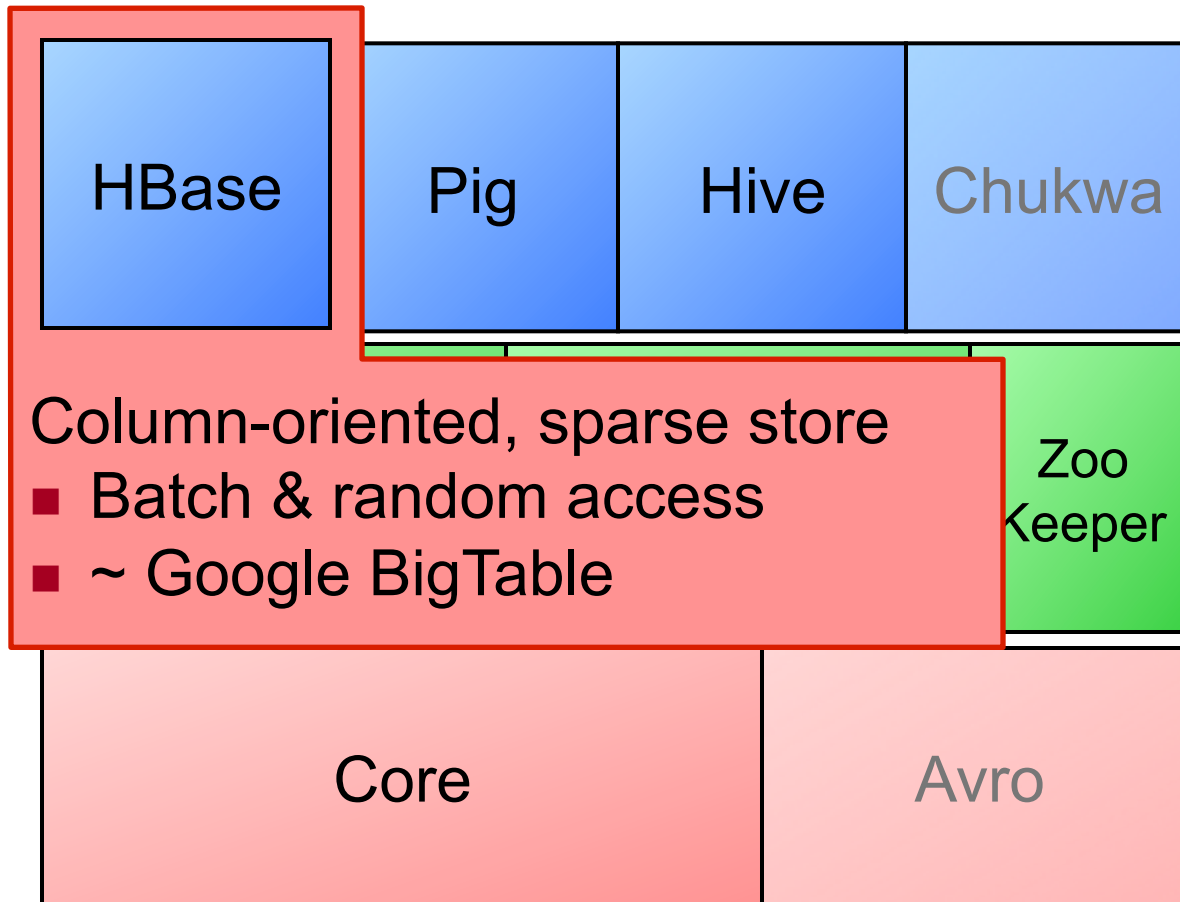 HBase
Pig
Hive
Chukwa
Column-oriented, sparse store
■ Batch & random access
■ ~ Google BigTable
Zoo
Keeper
Core
Avro